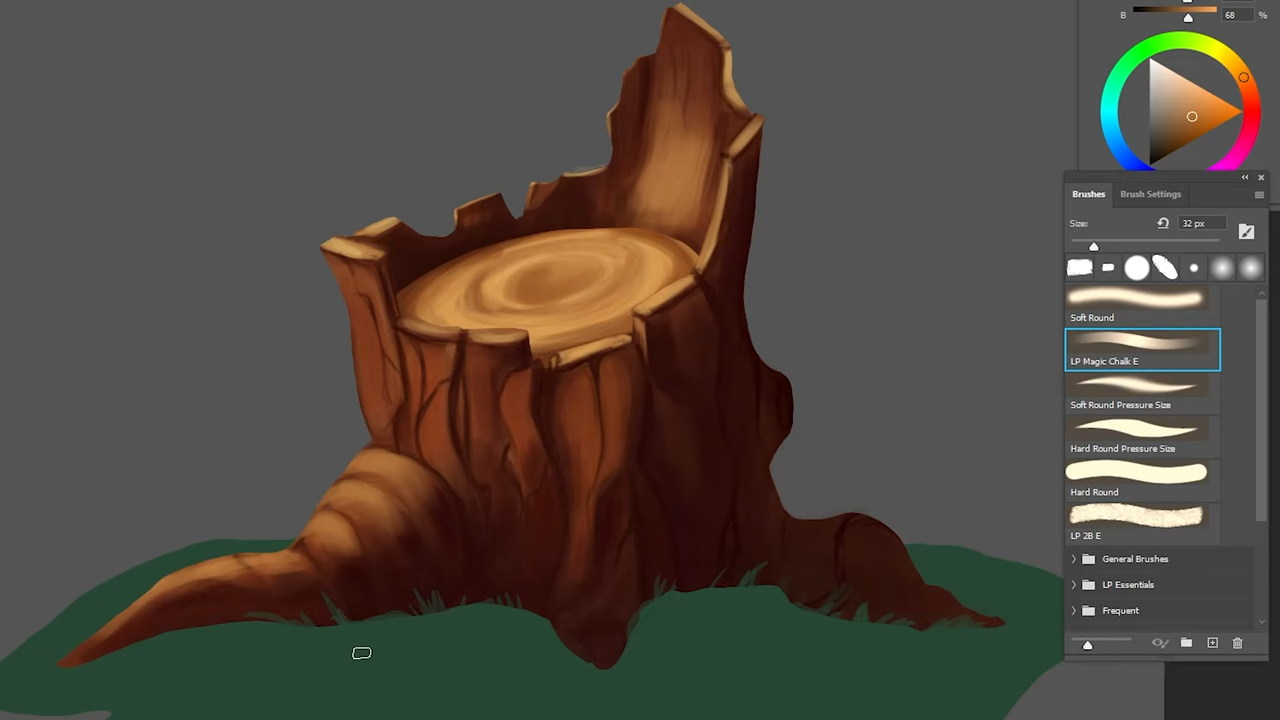 B 68 %
Brushes Brush Settings
Size: 32 px
Soft Round
LP Magic Chalk E
Soft Round Pressure Size
Hard Round Pressure Size
Hard Round
LP 2B E
General Brushes
LP Essentials
Frequent